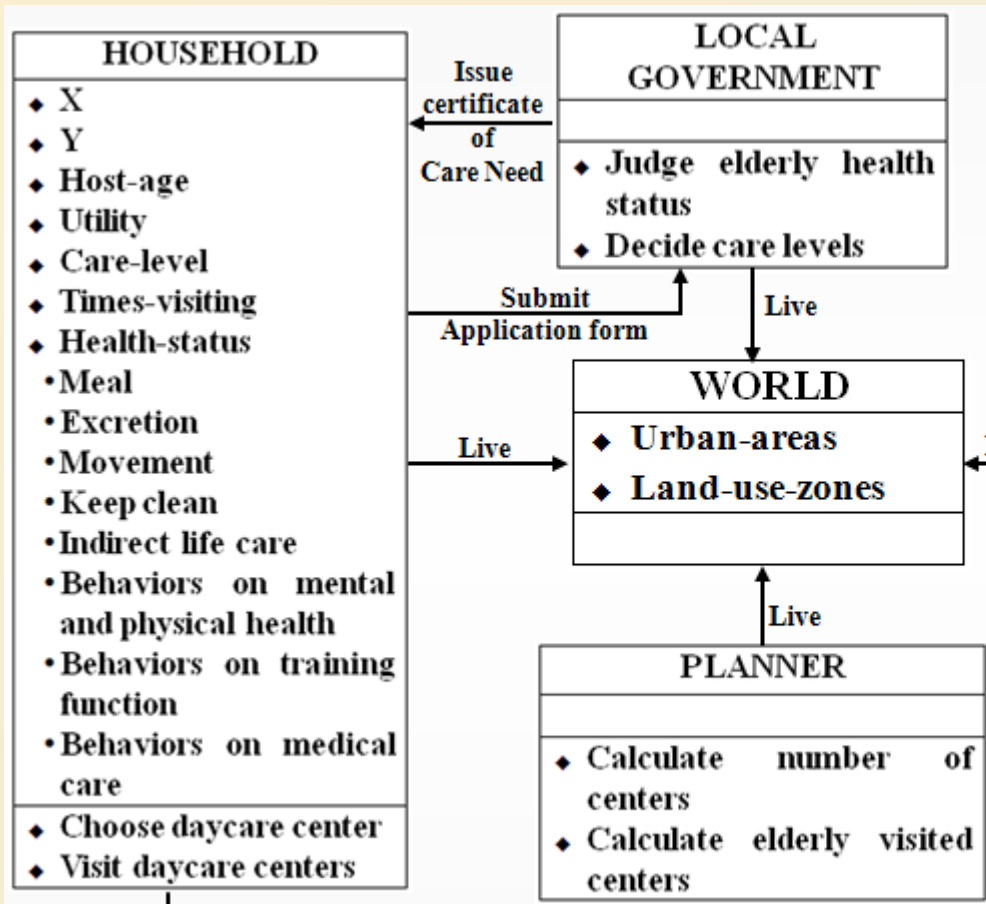 HOUSEHOLD
◆ X
◆ Y
◆ Host-age
◆ Utility
◆ Care-level
◆ Times-visiting
◆ Health-status
• Meal
• Excretion
• Movement
• Keep clean
• Indirect life care
• Behaviors on mental
and physical health
• Behaviors on training
function
• Behaviors on medical
care
◆ Choose daycare center
◆ Visit daycare centers
Issue
certificate
of
Care Need
LOCAL
GOVERNMENT
◆ Judge elderly health
status
◆ Decide care levels
Submit
Application form
Live
WORLD
◆ Urban-areas
◆ Land-use-zones
Live
Live
PLANNER
◆ Calculate number of
centers
◆ Calculate elderly visited
centers